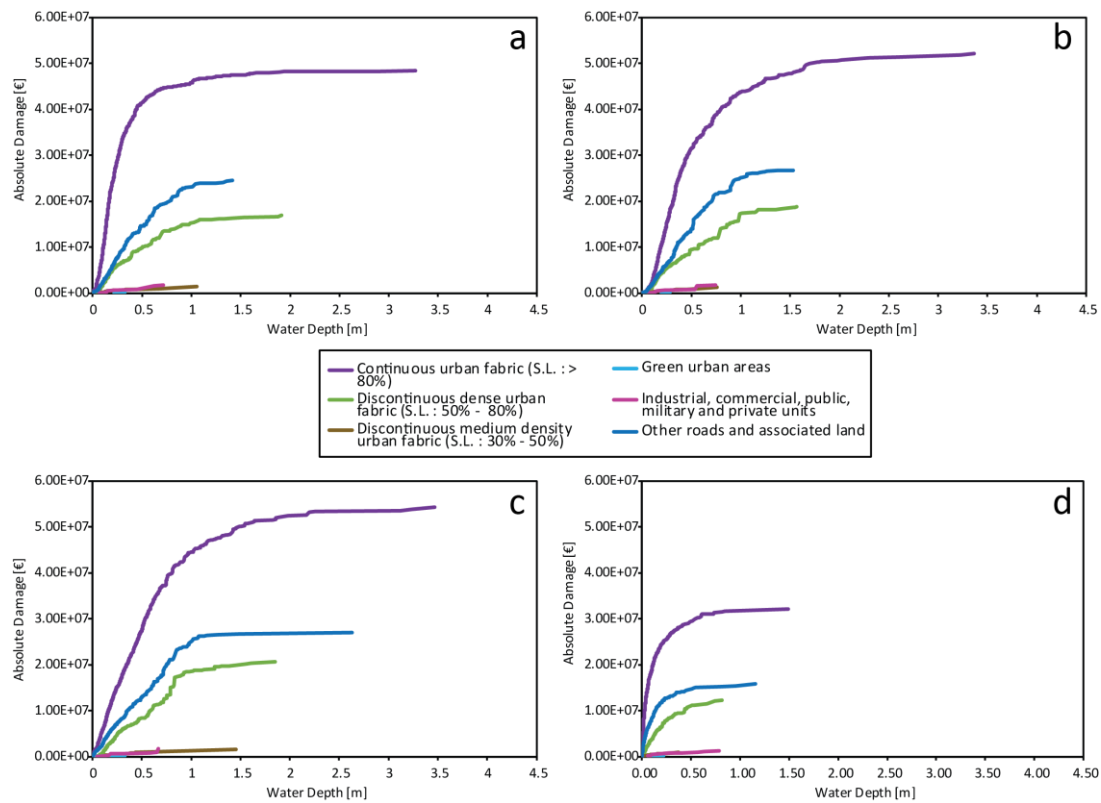 a
6.00E+07
5.00E+07
4.00E+07
3.00E+07
2.00E+07
1.00E+07
0.00E+00
Absolute Damage [€]
0 0.5 1 1.5 2 2.5 3 3.5 4 4.5
Water Depth [m]
b
6.00E+07
5.00E+07
4.00E+07
3.00E+07
2.00E+07
1.00E+07
0.00E+00
Absolute Damage [€]
0 0.5 1 1.5 2 2.5 3 3.5 4 4.5
Water Depth [m]
Continuous urban fabric (S.L. : >
80%)
Discontinuous dense urban
fabric (S.L. : 50% - 80%)
Discontinuous medium density
urban fabric (S.L. : 30% - 50%)
Green urban areas
Industrial, commercial, public,
military and private units
Other roads and associated land
c
6.00E+07
5.00E+07
4.00E+07
3.00E+07
2.00E+07
1.00E+07
0.00E+00
Absolute Damage [€]
0 0.5 1 1.5 2 2.5 3 3.5 4 4.5
Water Depth [m]
d
6.00E+07
5.00E+07
4.00E+07
3.00E+07
2.00E+07
1.00E+07
0.00E+00
Absolute Damage [€]
0.00 0.50 1.00 1.50 2.00 2.50 3.00 3.50 4.00 4.50
Water Depth [m]